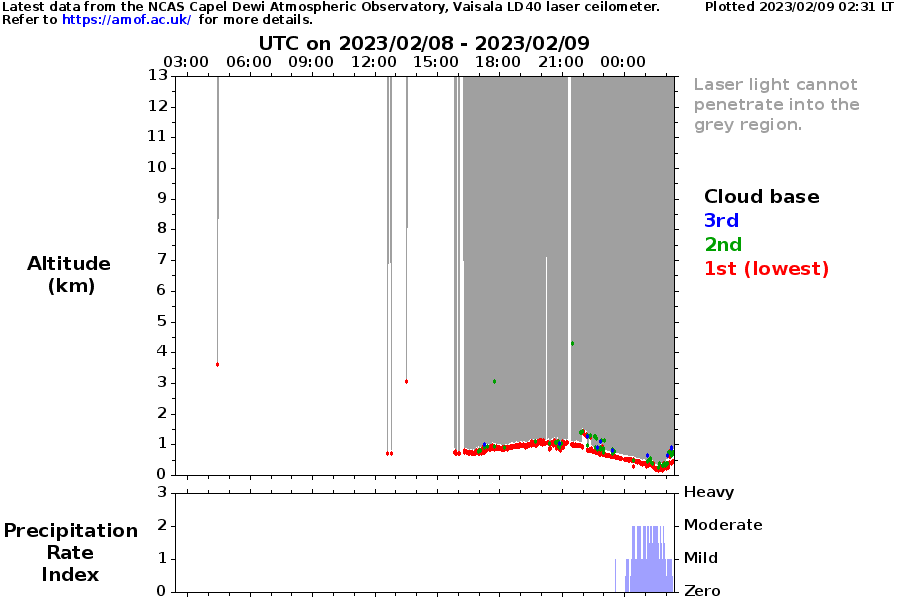 Latest data from the NCAS Capel Dewi Atmospheric Observatory, Vaisala LD40 laser ceilometer. Plotted 2023/02/09 02:31 LT
Refer to https://amof.ac.uk/ for more details.
UTC on 2023/02/08 - 2023/02/09
03:00 06:00 09:00 12:00 15:00 18:00 21:00 00:00
13
12
11
10
9
8
7
6
5
4
3
2
1
0
Altitude
(km)
Laser light cannot
penetrate into the
grey region.
Cloud base
3rd
2nd
1st (lowest)
3 Heavy
2 Moderate
1 Mild
0 Zero
Precipitation
Rate
Index